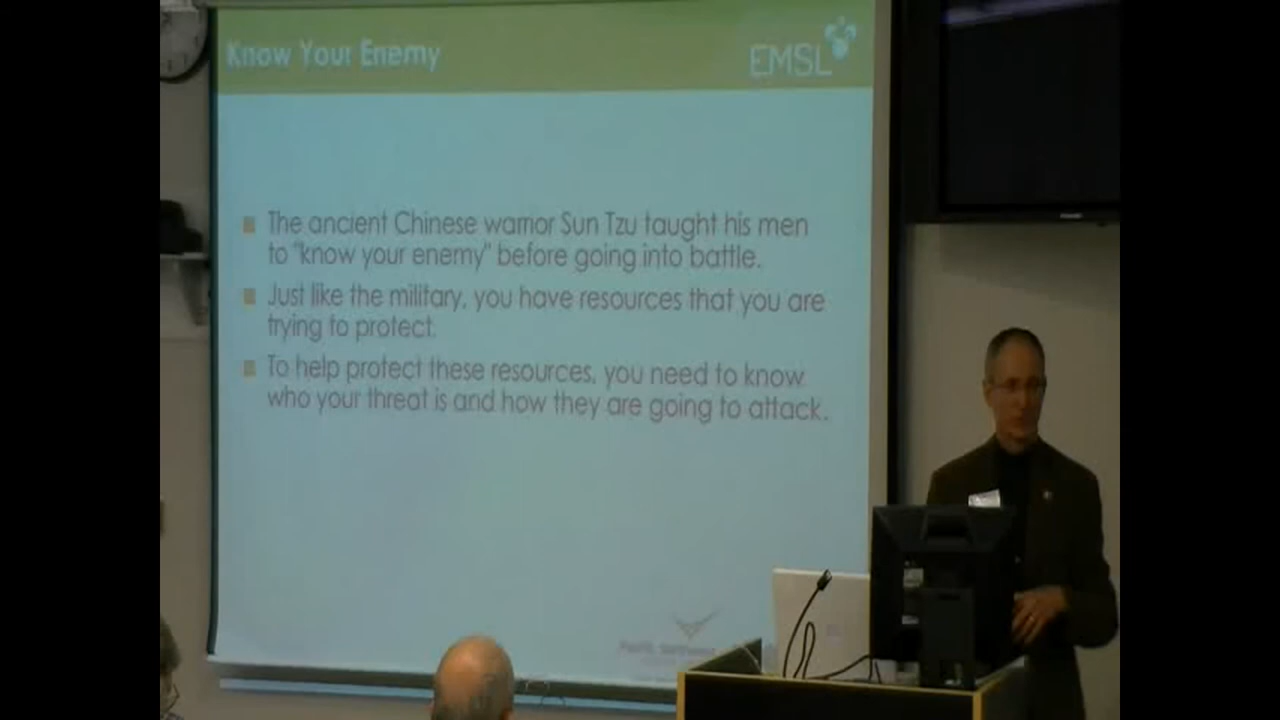 Know Your Enemy
EMSL
The ancient Chinese warrior Sun Tzu taught his men
to "know your enemy" before going into battle.
Just like the military, you have resources that you are
trying to protect.
To help protect these resources, you need to know
who your threat is and how they are going to attack.
Pacific Northwest